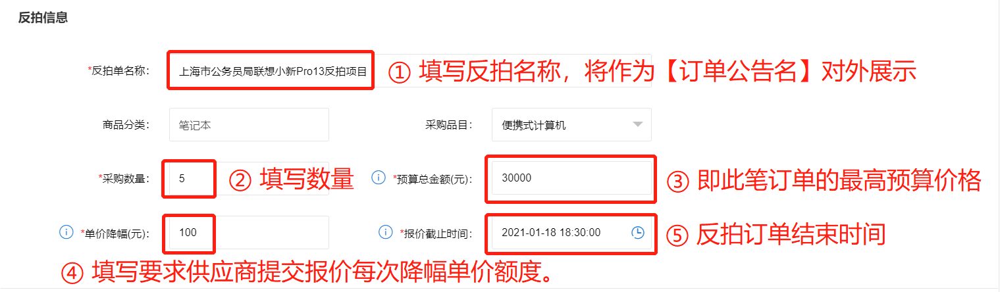 反拍信息
*反拍单名称： 上海市公务员局联想小新Pro13反拍项目 ① 填写反拍名称，将作为【订单公告名】对外展示
商品分类： 笔记本 采购品目： 便携式计算机
*采购数量： 5 ② 填写数量 *预算总金额(元)： 30000 ③ 即此笔订单的最高预算价格
*单价降幅(元)： 100 *报价截止时间： 2021-01-18 18:30:00 ⑤ 反拍订单结束时间
④ 填写要求供应商提交报价每次降幅单价额度。